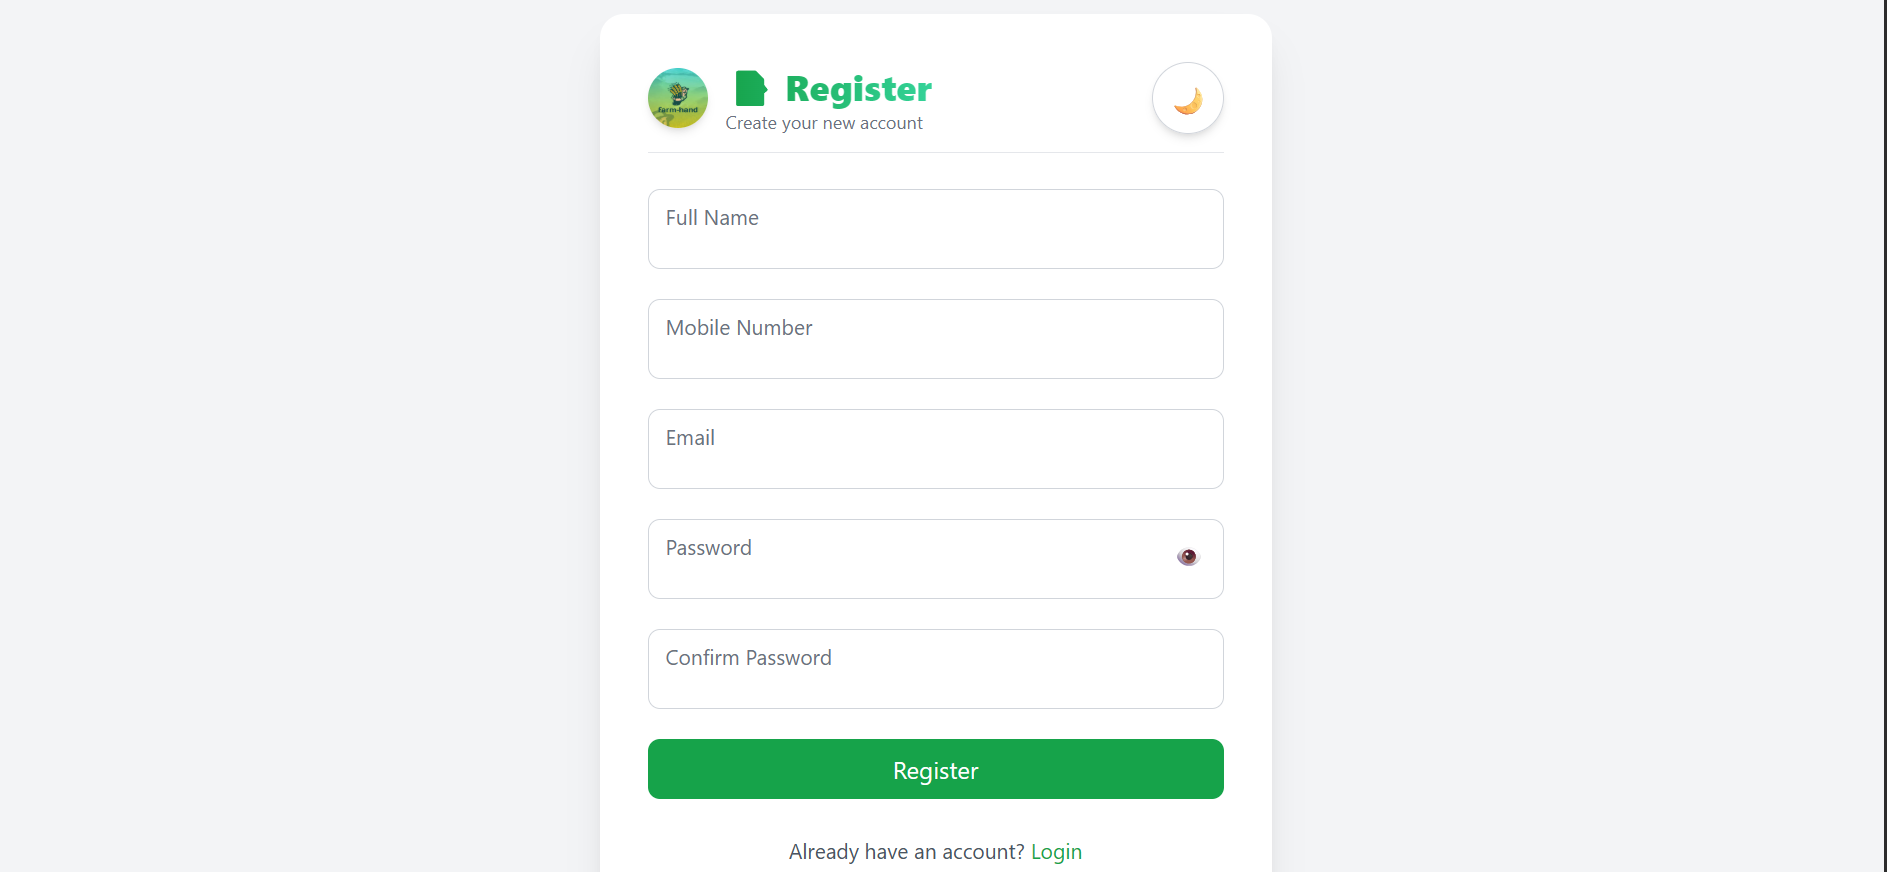 farm-hand
Register
Create your new account
Full Name
Mobile Number
Email
Password
Confirm Password
Register
Already have an account? Login